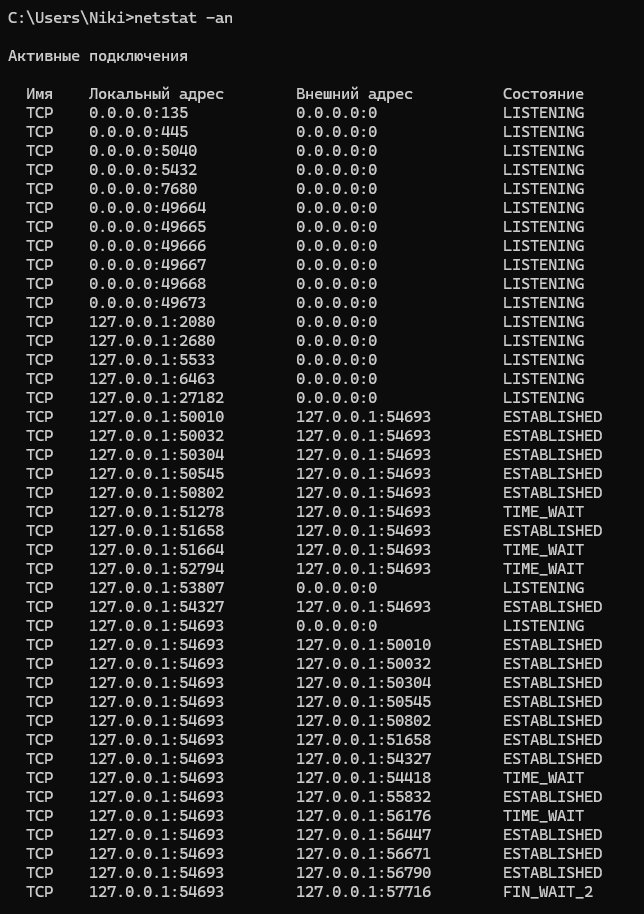 C:\Users\Niki>netstat -an
Активные подключения
Имя Локальный адрес Внешний адрес Состояние
TCP 0.0.0.0:135 0.0.0.0:0 LISTENING
TCP 0.0.0.0:445 0.0.0.0:0 LISTENING
TCP 0.0.0.0:5040 0.0.0.0:0 LISTENING
TCP 0.0.0.0:5432 0.0.0.0:0 LISTENING
TCP 0.0.0.0:7680 0.0.0.0:0 LISTENING
TCP 0.0.0.0:49664 0.0.0.0:0 LISTENING
TCP 0.0.0.0:49665 0.0.0.0:0 LISTENING
TCP 0.0.0.0:49666 0.0.0.0:0 LISTENING
TCP 0.0.0.0:49667 0.0.0.0:0 LISTENING
TCP 0.0.0.0:49668 0.0.0.0:0 LISTENING
TCP 0.0.0.0:49673 0.0.0.0:0 LISTENING
TCP 127.0.0.1:2080 0.0.0.0:0 LISTENING
TCP 127.0.0.1:2680 0.0.0.0:0 LISTENING
TCP 127.0.0.1:5533 0.0.0.0:0 LISTENING
TCP 127.0.0.1:6463 0.0.0.0:0 LISTENING
TCP 127.0.0.1:27182 0.0.0.0:0 LISTENING
TCP 127.0.0.1:50010 127.0.0.1:54693 ESTABLISHED
TCP 127.0.0.1:50032 127.0.0.1:54693 ESTABLISHED
TCP 127.0.0.1:50304 127.0.0.1:54693 ESTABLISHED
TCP 127.0.0.1:50545 127.0.0.1:54693 ESTABLISHED
TCP 127.0.0.1:50802 127.0.0.1:54693 ESTABLISHED
TCP 127.0.0.1:51278 127.0.0.1:54693 TIME_WAIT
TCP 127.0.0.1:51658 127.0.0.1:54693 ESTABLISHED
TCP 127.0.0.1:51664 127.0.0.1:54693 TIME_WAIT
TCP 127.0.0.1:52794 127.0.0.1:54693 TIME_WAIT
TCP 127.0.0.1:53807 0.0.0.0:0 LISTENING
TCP 127.0.0.1:54327 127.0.0.1:54693 ESTABLISHED
TCP 127.0.0.1:54693 0.0.0.0:0 LISTENING
TCP 127.0.0.1:54693 127.0.0.1:50010 ESTABLISHED
TCP 127.0.0.1:54693 127.0.0.1:50032 ESTABLISHED
TCP 127.0.0.1:54693 127.0.0.1:50304 ESTABLISHED
TCP 127.0.0.1:54693 127.0.0.1:50545 ESTABLISHED
TCP 127.0.0.1:54693 127.0.0.1:50802 ESTABLISHED
TCP 127.0.0.1:54693 127.0.0.1:51658 ESTABLISHED
TCP 127.0.0.1:54693 127.0.0.1:54327 ESTABLISHED
TCP 127.0.0.1:54693 127.0.0.1:54418 TIME_WAIT
TCP 127.0.0.1:54693 127.0.0.1:55832 ESTABLISHED
TCP 127.0.0.1:54693 127.0.0.1:56176 TIME_WAIT
TCP 127.0.0.1:54693 127.0.0.1:56447 ESTABLISHED
TCP 127.0.0.1:54693 127.0.0.1:56671 ESTABLISHED
TCP 127.0.0.1:54693 127.0.0.1:56790 ESTABLISHED
TCP 127.0.0.1:54693 127.0.0.1:57716 FIN_WAIT_2